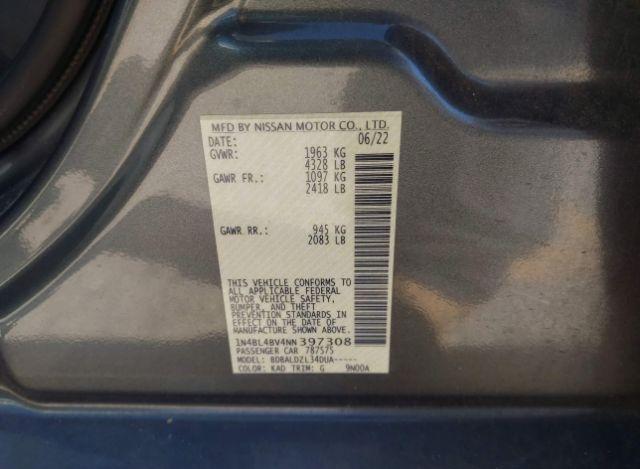 MFD BY NISSAN MOTOR CO., LTD.
DATE: 06/22
GVWR: 1963 KG
4328 LB
GAWR FR.: 1097 KG
2418 LB
GAWR RR.: 945 KG
2083 LB
THIS VEHICLE CONFORMS TO
ALL APPLICABLE FEDERAL
MOTOR VEHICLE SAFETY,
BUMPER, AND THEFT
PREVENTION STANDARDS IN
EFFECT ON THE DATE OF
MANUFACTURE SHOWN ABOVE.
1N4BL4BV4NN397308
PASSENGER CAR 787575
MODEL: BDBALDZL34DUA-----
COLOR: KAD TRIM: G 9N00A